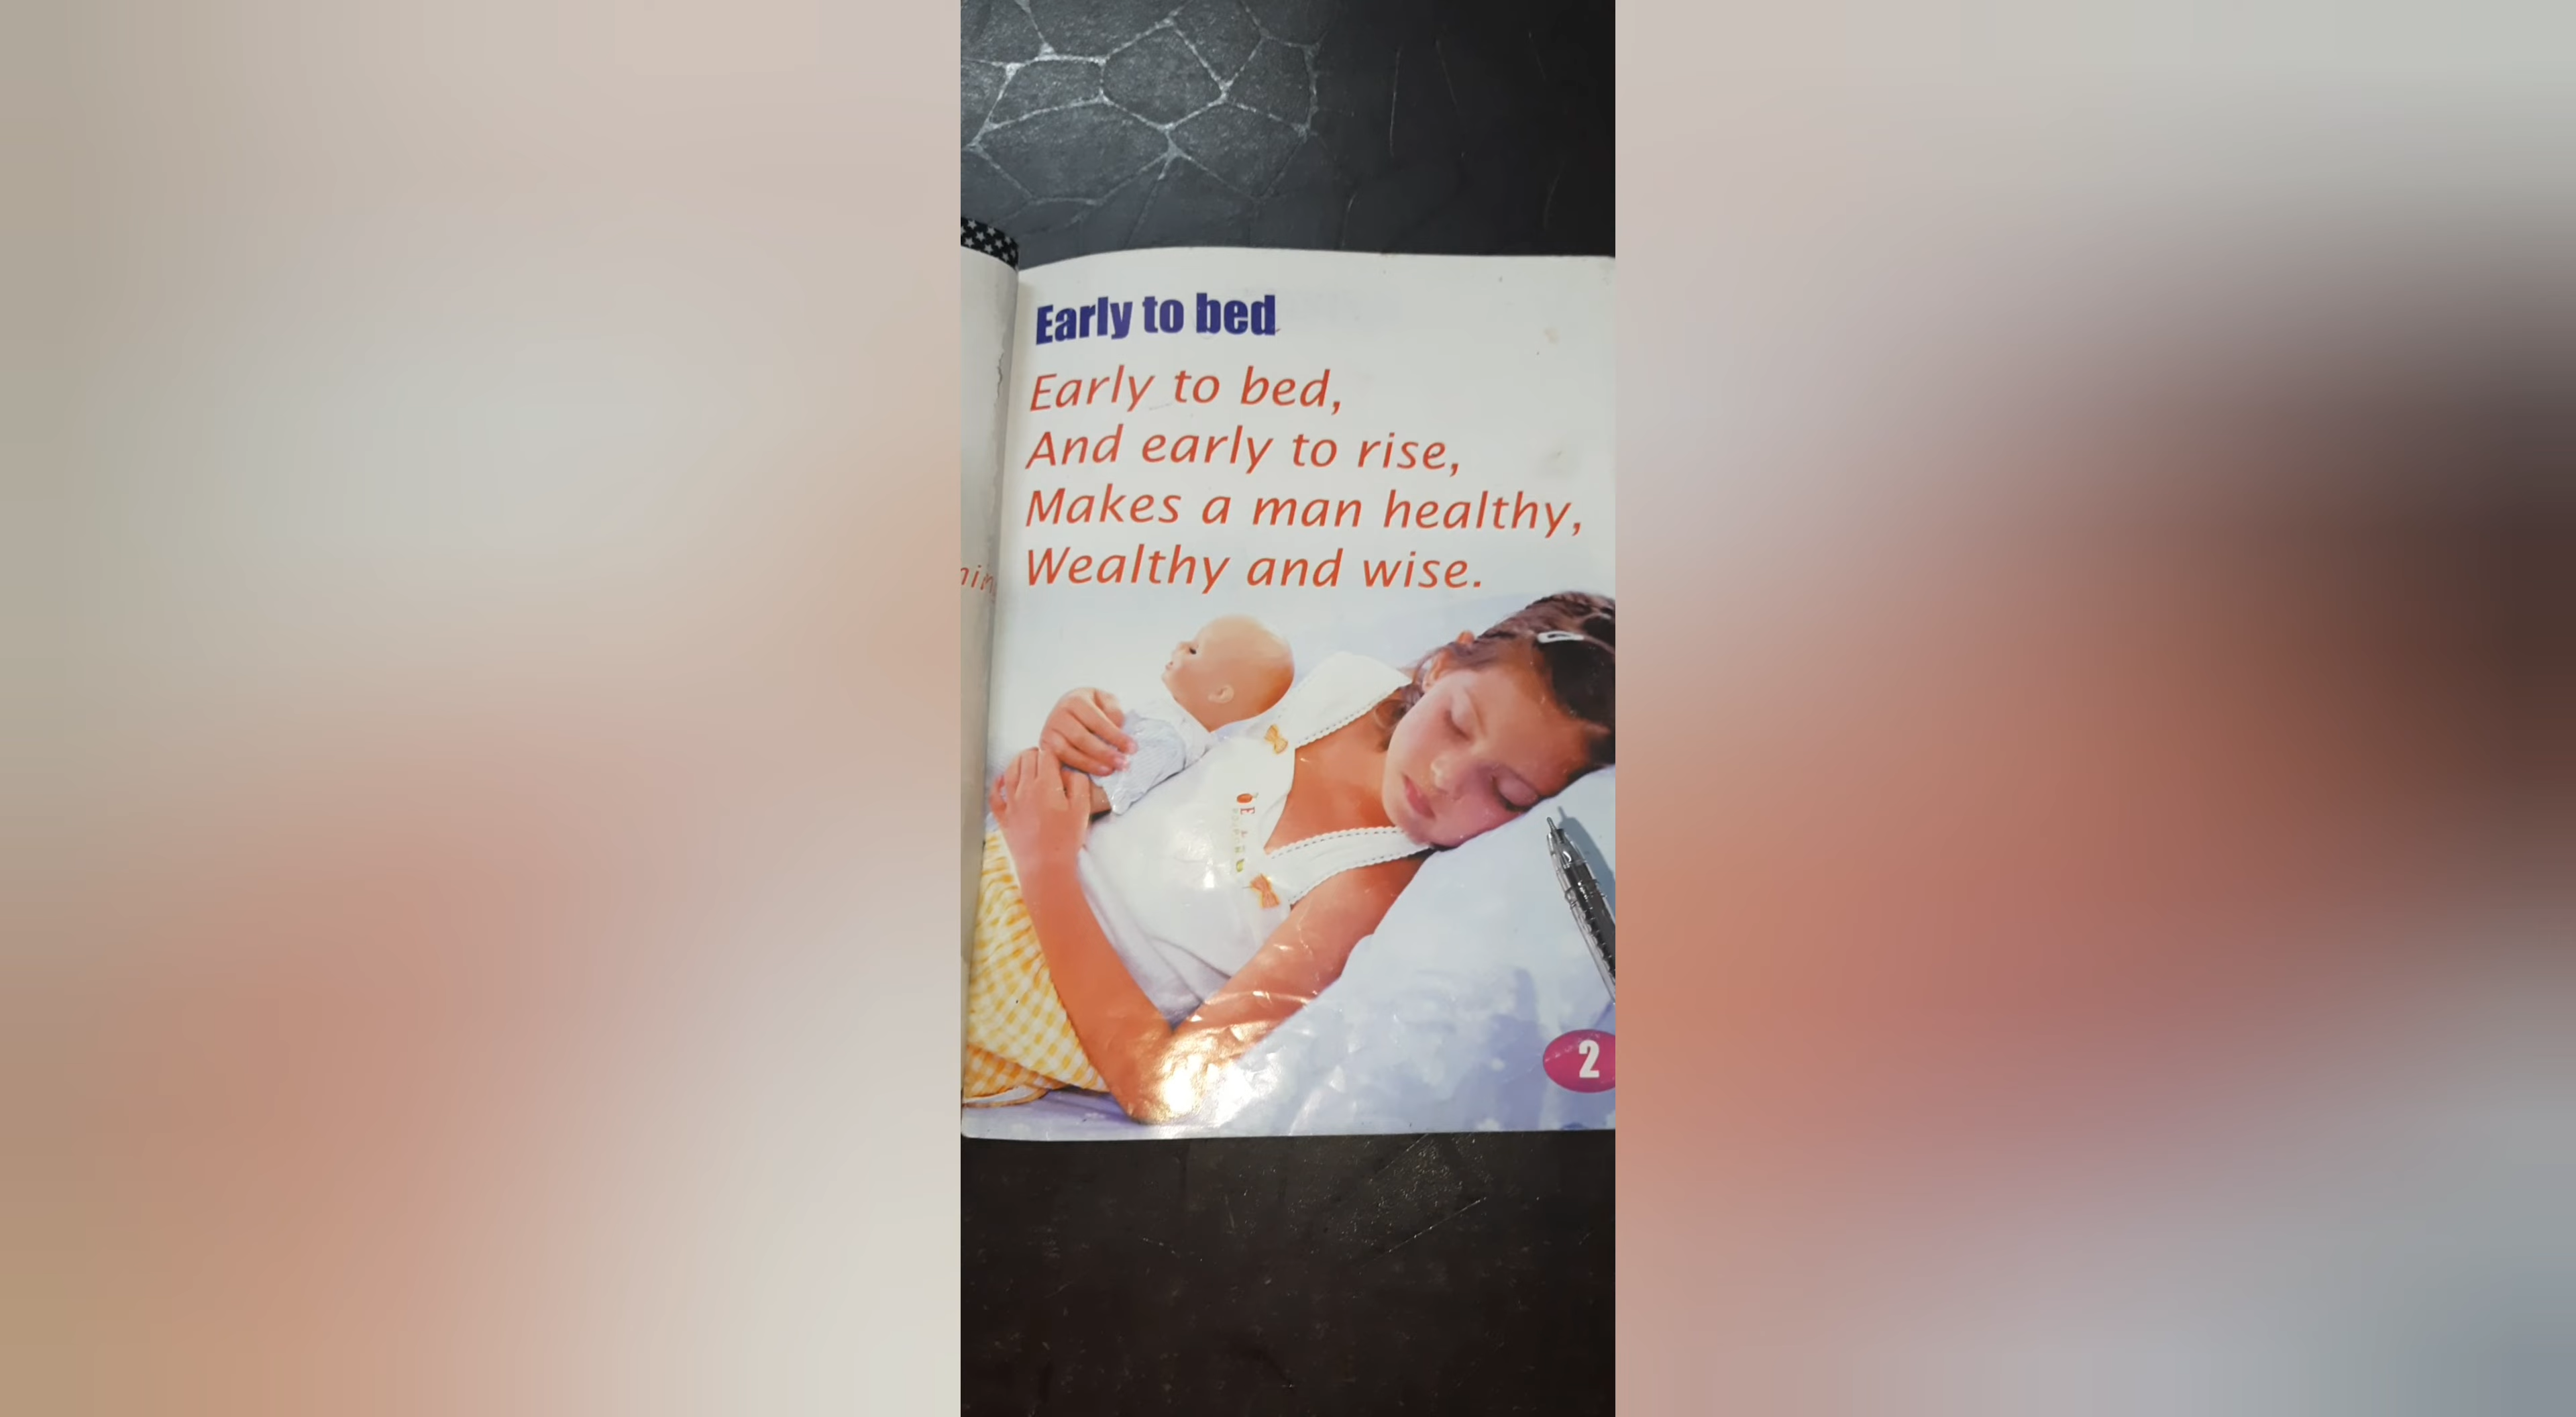 Early to bed
Early to bed,
And early to rise,
Makes a man healthy,
Wealthy and wise.
2